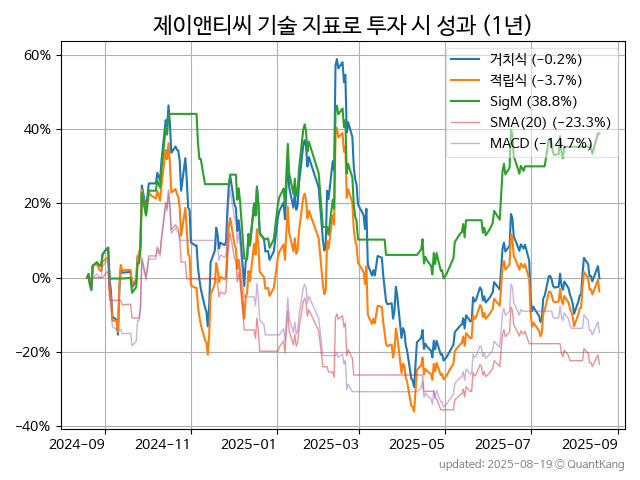 제이앤티씨 기술 지표로 투자 시 성과 (1년)
60%
40%
20%
0%
−20%
−40%
거치식 (−0.2%)
적립식 (−3.7%)
SigM (38.8%)
SMA(20) (−23.3%)
MACD (−14.7%)
2024-09
2024-11
2025-01
2025-03
2025-05
2025-07
2025-09
updated: 2025-08-19 © QuantKang